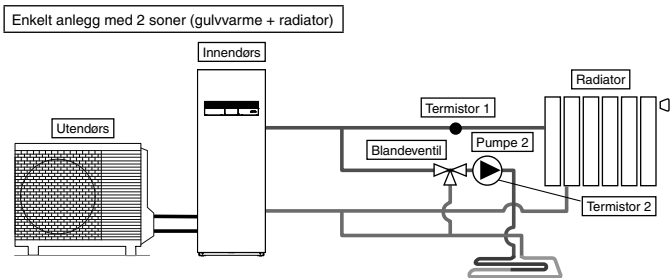 Enkelt anlegg med 2 soner (gulvvarme + radiator)
Innendørs
Utendørs
Termistor 1
Radiator
Blandeventil
Pumpe 2
Termistor 2